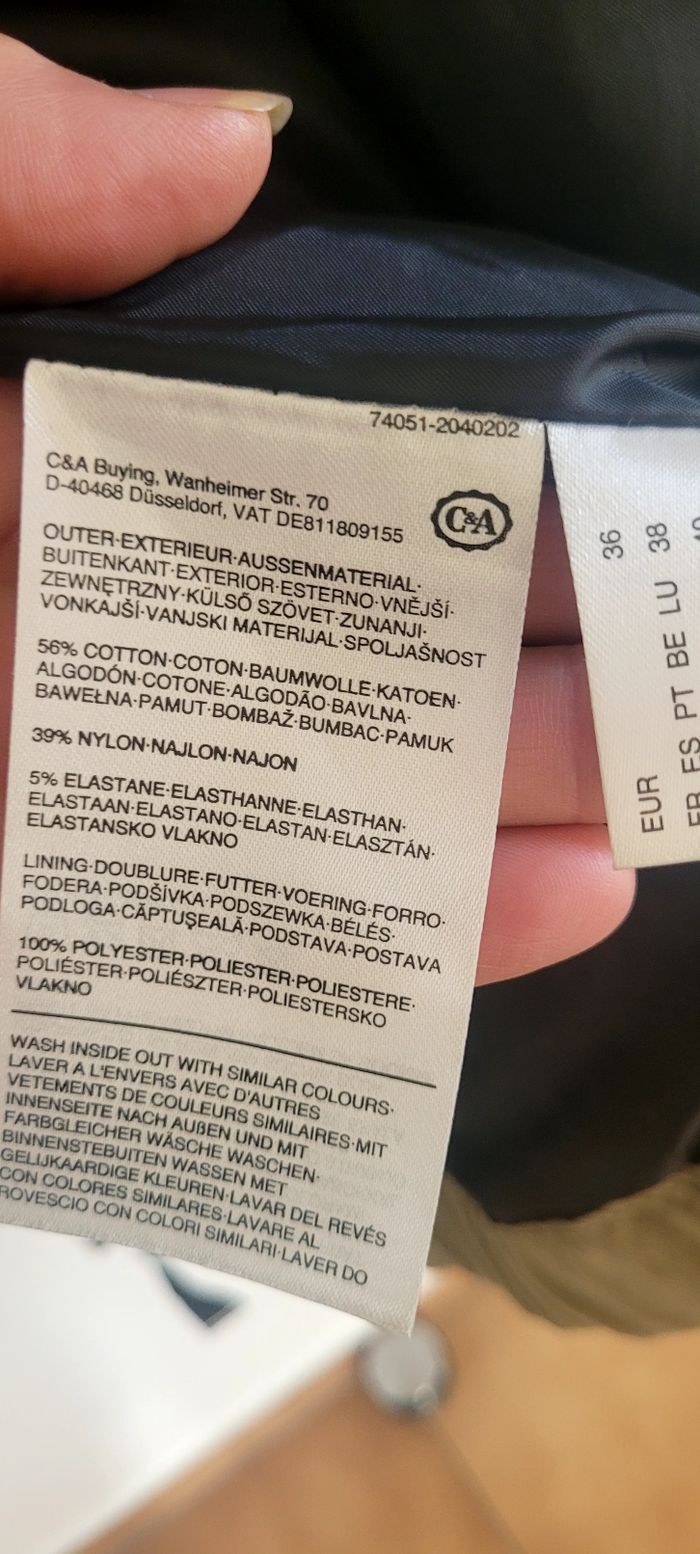 74051-2040202
C&A Buying, Wanheimer Str. 70
D-40468 Düsseldorf, VAT DE811809155
C&A
OUTER·EXTERIEUR·AUSSENMATERIAL·
BUITENKANT·EXTERIOR·ESTERNO·VNĚJŠÍ·
ZEWNĘTRZNY·KÜLSŐ SZÖVET·ZUNANJI·
VONKAJŠÍ·VANJSKI MATERIJAL·SPOLJAŠNOST
56% COTTON·COTON·BAUMWOLLE·KATOEN·
ALGODÓN·COTONE·ALGODÃO·BAVLNA·
BAWEŁNA·PAMUT·BOMBAŽ·BUMBAC·PAMUK
39% NYLON·NAJLON·NAJON
5% ELASTANE·ELASTHANNE·ELASTHAN·
ELASTAAN·ELASTANO·ELASTAN·ELASZTÁN·
ELASTANSKO VLAKNO
LINING·DOUBLURE·FUTTER·VOERING·FORRO·
FODERA·PODŠÍVKA·PODSZEWKA·BÉLÉS·
PODLOGA·CĂPTUŞEALĂ·PODSTAVA·POSTAVA
100% POLYESTER·POLIESTER·POLIESTERE·
POLIÉSTER·POLIÉSZTER·POLIESTERSKO
VLAKNO
WASH INSIDE OUT WITH SIMILAR COLOURS·
LAVER A L'ENVERS AVEC D'AUTRES
VETEMENTS DE COULEURS SIMILAIRES·MIT
INNENSEITE NACH AUßEN UND MIT
FARBGLEICHER WÄSCHE WASCHEN·
BINNENSTEBUITEN WASSEN MET
GELIJKAARDIGE KLEUREN·LAVAR DEL REVÉS
CON COLORES SIMILARES·LAVARE AL
ROVESCIO CON COLORI SIMILARI·LAVER DO
EUR 36
FR ES PT BE LU 38